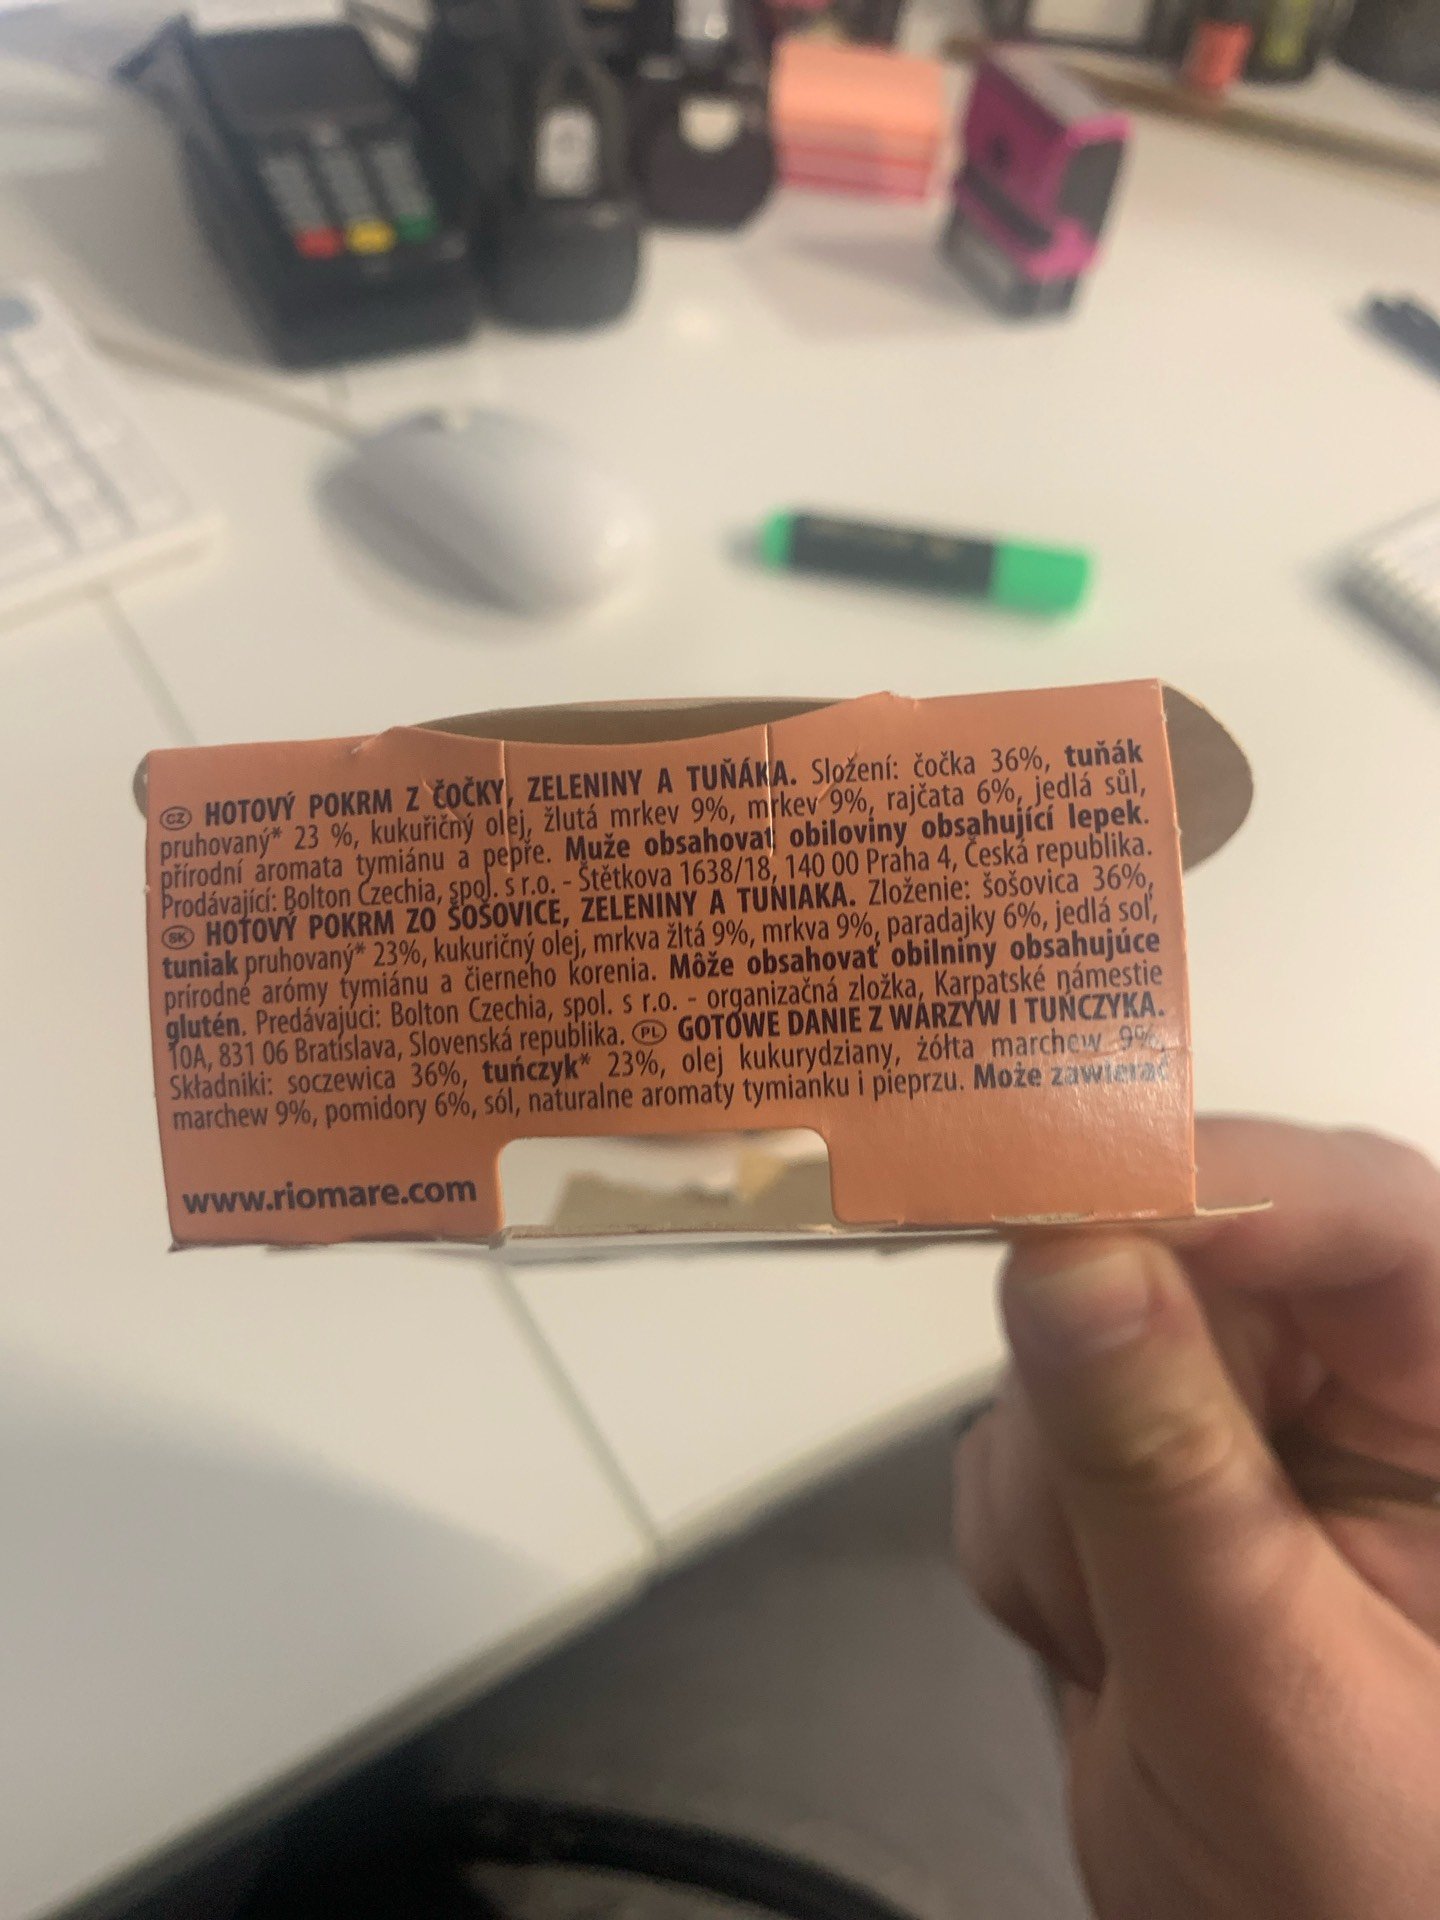 CZ HOTOVÝ POKRM Z ČOČKY, ZELENINY A TUŇÁKA. Složení: čočka 36%, tuňák
pruhovaný* 23 %, kukuřičný olej, žlutá mrkev 9%, mrkev 9%, rajčata 6%, jedlá sůl,
přírodní aromata tymiánu a pepře. Muže obsahovat obiloviny obsahující lepek.
Prodávající: Bolton Czechia, spol. s r.o. - Štětkova 1638/18, 140 00 Praha 4, Česká republika.
SK HOTOVÝ POKRM ZO ŠOŠOVICE, ZELENINY A TUNIAKA. Zloženie: šošovica 36%,
tuniak pruhovaný* 23%, kukuričný olej, mrkva žltá 9%, mrkva 9%, paradajky 6%, jedlá soľ,
prírodné arómy tymiánu a čierneho korenia. Môže obsahovať obilniny obsahujúce
glutén. Predávajúci: Bolton Czechia, spol. s r.o. - organizačná zložka, Karpatské námestie
10A, 831 06 Bratislava, Slovenská republika. PL GOTOWE DANIE Z WARZYW I TUŃCZYKA.
Składniki: soczewica 36%, tuńczyk* 23%, olej kukurydziany, żółta marchew 9%,
marchew 9%, pomidory 6%, sól, naturalne aromaty tymianku i pieprzu. Może zawierać
www.riomare.com